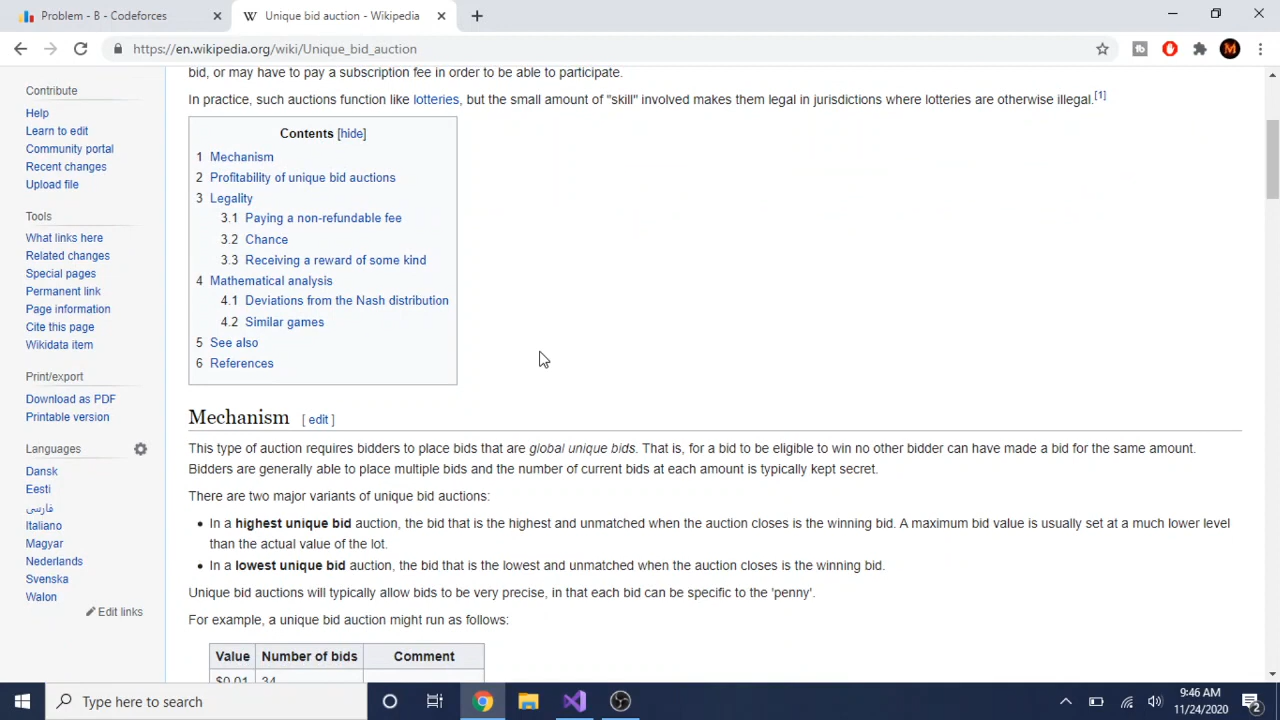 Problem - B - Codeforces
Unique bid auction - Wikipedia
https://en.wikipedia.org/wiki/Unique_bid_auction
M
bid, or may have to pay a subscription fee in order to be able to participate.
In practice, such auctions function like lotteries, but the small amount of "skill" involved makes them legal in jurisdictions where lotteries are otherwise illegal.[1]
Contribute
Help
Learn to edit
Community portal
Recent changes
Upload file
Tools
What links here
Related changes
Special pages
Permanent link
Page information
Cite this page
Wikidata item
Print/export
Download as PDF
Printable version
Languages
Dansk
Eesti
فارسی
Italiano
Magyar
Nederlands
Svenska
Walon
Edit links
Contents [hide]
1 Mechanism
2 Profitability of unique bid auctions
3 Legality
3.1 Paying a non-refundable fee
3.2 Chance
3.3 Receiving a reward of some kind
4 Mathematical analysis
4.1 Deviations from the Nash distribution
4.2 Similar games
5 See also
6 References
Mechanism [ edit ]
This type of auction requires bidders to place bids that are global unique bids. That is, for a bid to be eligible to win no other bidder can have made a bid for the same amount.
Bidders are generally able to place multiple bids and the number of current bids at each amount is typically kept secret.
There are two major variants of unique bid auctions:
• In a highest unique bid auction, the bid that is the highest and unmatched when the auction closes is the winning bid. A maximum bid value is usually set at a much lower level
than the actual value of the lot.
• In a lowest unique bid auction, the bid that is the lowest and unmatched when the auction closes is the winning bid.
Unique bid auctions will typically allow bids to be very precise, in that each bid can be specific to the 'penny'.
For example, a unique bid auction might run as follows:
Value Number of bids Comment
$0.01 34
Type here to search
9:46 AM
11/24/2020
2